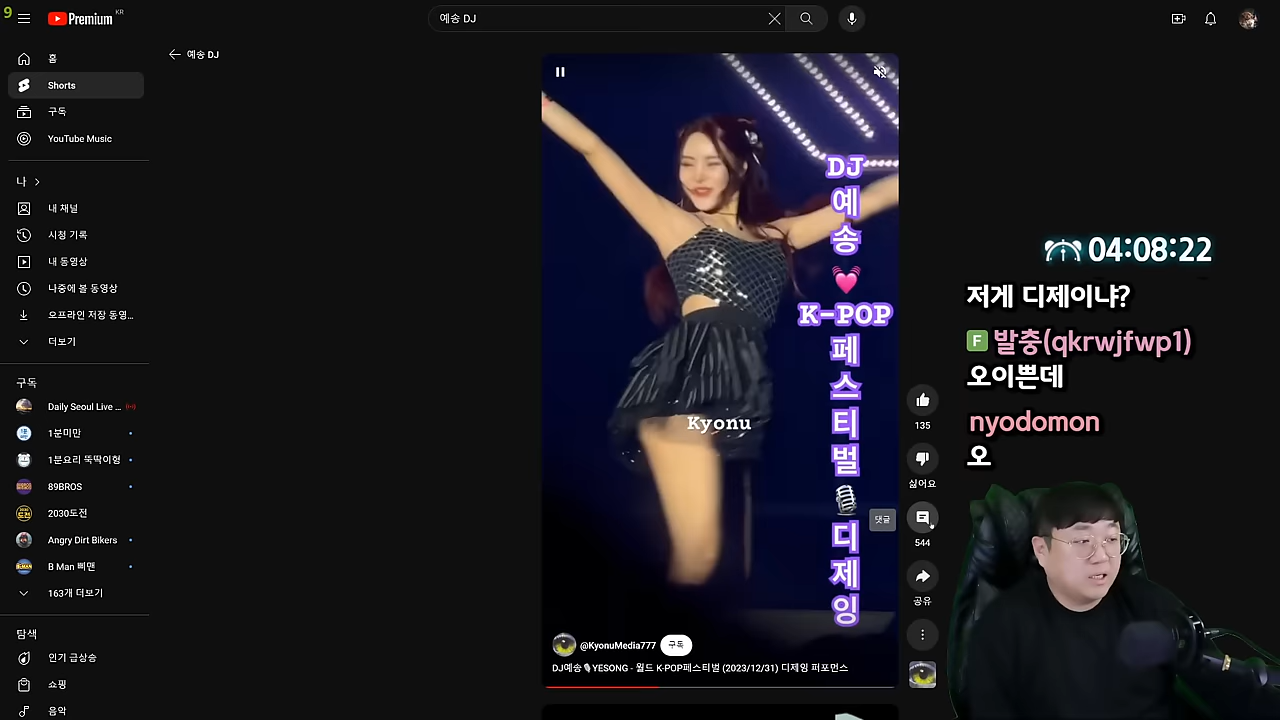 9
Premium KR
예송 DJ
예송 DJ
홈
Shorts
구독
YouTube Music
나
내 채널
시청 기록
내 동영상
나중에 볼 동영상
오프라인 저장 동영...
더보기
구독
Daily Seoul Live ...
1분미만
1분요리 뚝딱이형
89BROS
2030도전
Angry Dirt Bikers
B Man 삐맨
163개 더보기
탐색
인기 급상승
쇼핑
음악
DJ
예
송
K-POP
페
스
티
벌
디
제
잉
Kyonu
@KyonuMedia777
구독
DJ예송🎙YESONG - 월드 K-POP페스티벌 (2023/12/31) 디제잉 퍼포먼스
135
싫어요
댓글
544
공유
04:08:22
저게 디제이냐?
F 발충(qkrwjfwp1)
오이쁜데
nyodomon
오